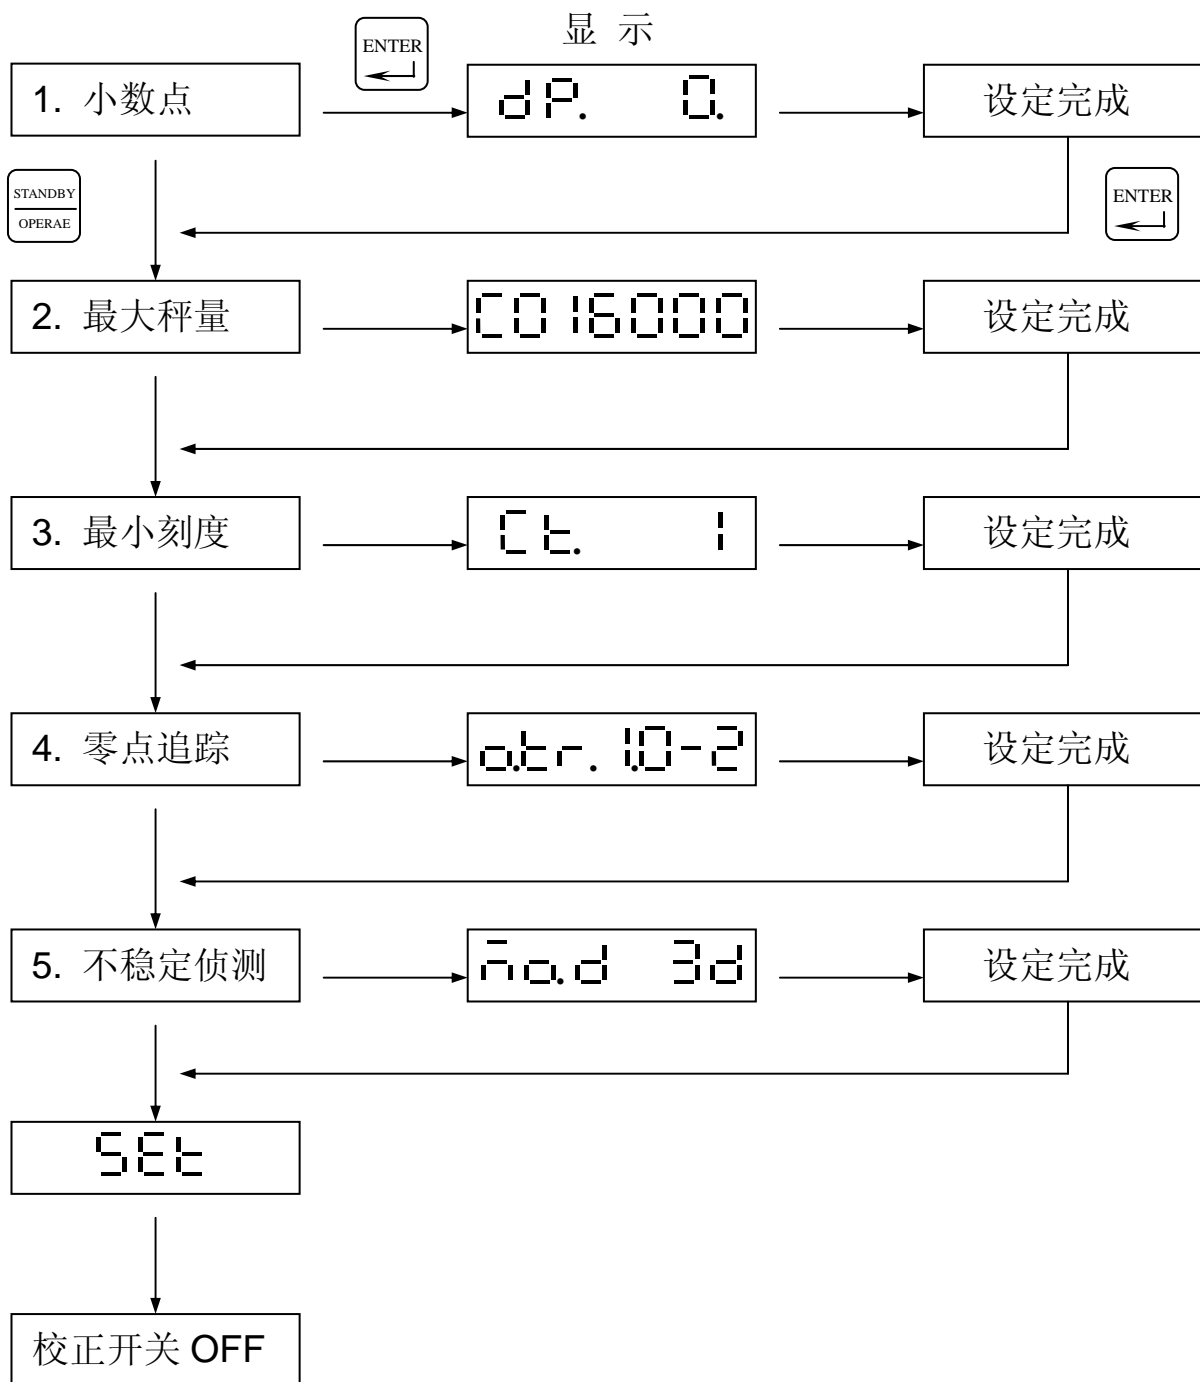 显 示
ENTER
1. 小数点
dP. 0.
设定完成
STANDBY
OPERAE
ENTER
2. 最大秤量
C016000
设定完成
3. 最小刻度
Ct. 1
设定完成
4. 零点追踪
o.tr. 1.0-2
设定完成
5. 不稳定侦测
n̄o.d 3d
设定完成
SEt
校正开关 OFF